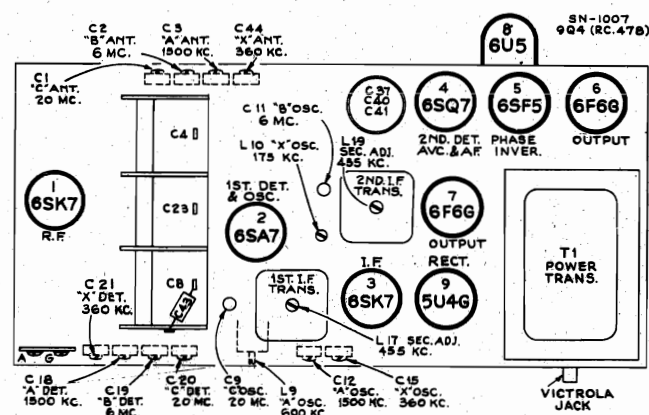 SN-1007
9Q4 (RC.478)
C2
"B" ANT.
6 MC.
C3
"A" ANT.
1500 KC.
C44
"X" ANT.
360 KC.
C1
"C" ANT.
20 MC.
8
6U5
C11 "B" OSC.
6 MC.
L10 "X" OSC.
175 KC.
L19
SEC. ADJ.
455 KC.
C37
C40
C41
4
6SQ7
2ND. DET.
AVC. & AF.
5
6SF5
PHASE
INVER.
6
6F6G
OUTPUT
C4
1
6SK7
R.F.
C23
1ST. DET.
& OSC.
2
6SA7
2ND. I.F.
TRANS.
7
6F6G
OUTPUT
T1
POWER
TRANS.
C8
C43
C21
"X" DET.
360 KC.
1ST. I.F.
TRANS.
I.F.
3
6SK7
RECT.
9
5U4G
L17 SEC. ADJ.
455 KC.
A G
C18
"A" DET.
1500 KC.
C19
"B" DET.
6 MC.
C20
"C" DET.
20 MC.
C9
"C" OSC.
20 MC.
L9
"A" OSC.
600 KC.
C12
"A" OSC.
1500 KC.
C15
"X" OSC.
360 KC.
VICTROLA
JACK